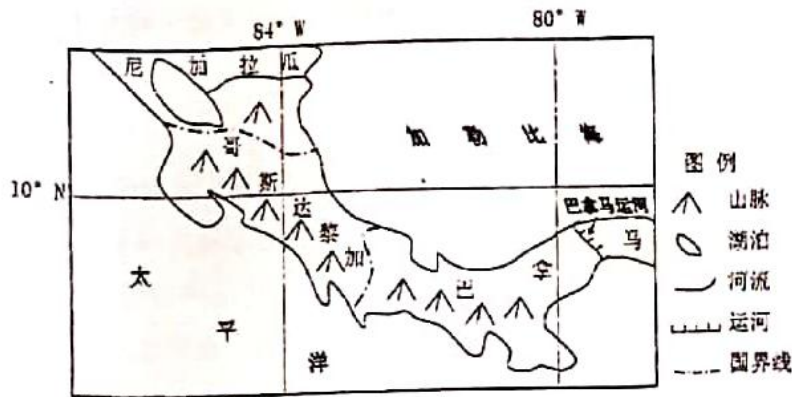 84° W
80° W
尼加拉瓜
加勒比海
哥斯达黎加
10° N
巴拿马运河
巴拿马
太平洋
图例
山脉
湖泊
河流
运河
国界线